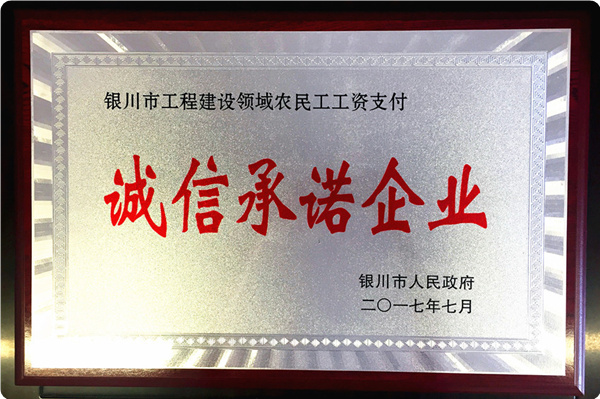 银川市工程建设领域农民工工资支付
诚信承诺企业
银川市人民政府
二〇一七年七月